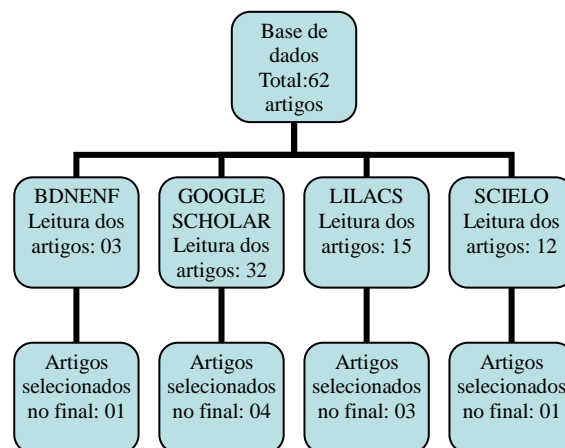 Base de
dados
Total:62
artigos
BDNENF
Leitura dos
artigos: 03
GOOGLE
SCHOLAR
Leitura dos
artigos: 32
LILACS
Leitura dos
artigos: 15
SCIELO
Leitura dos
artigos: 12
Artigos
selecionados
no final: 01
Artigos
selecionados
no final: 04
Artigos
selecionados
no final: 03
Artigos
selecionados
no final: 01